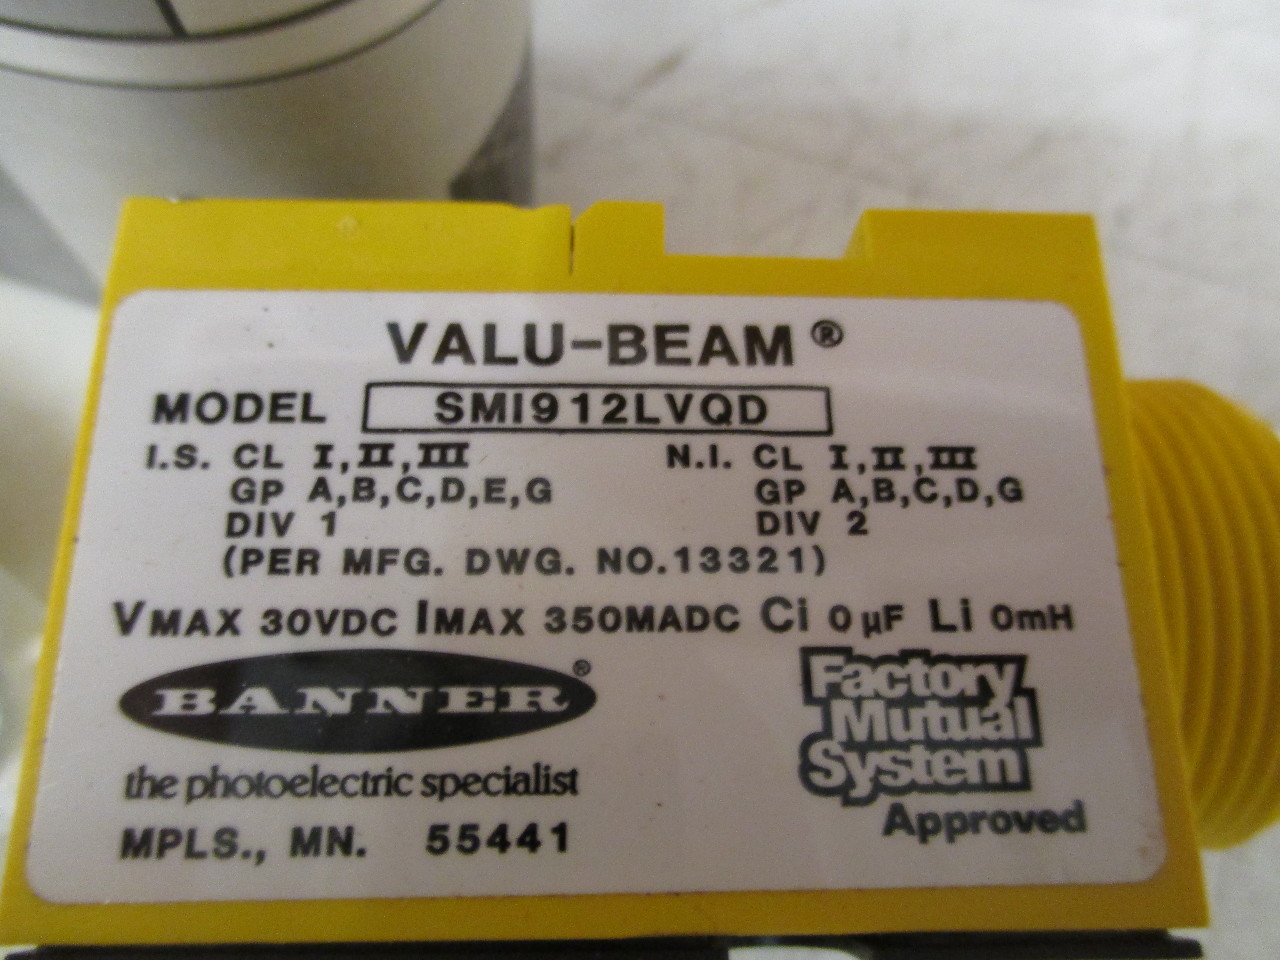 VALU-BEAM®
MODEL SMI912LVQD
I.S. CL I,II,III N.I. CL I,II,III
GP A,B,C,D,E,G GP A,B,C,D,G
DIV 1 DIV 2
(PER MFG. DWG. NO.13321)
VMAX 30VDC IMAX 350MADC Ci 0 µF Li 0mH
BANNER®
the photoelectric specialist
MPLS., MN. 55441
Factory
Mutual
System
Approved